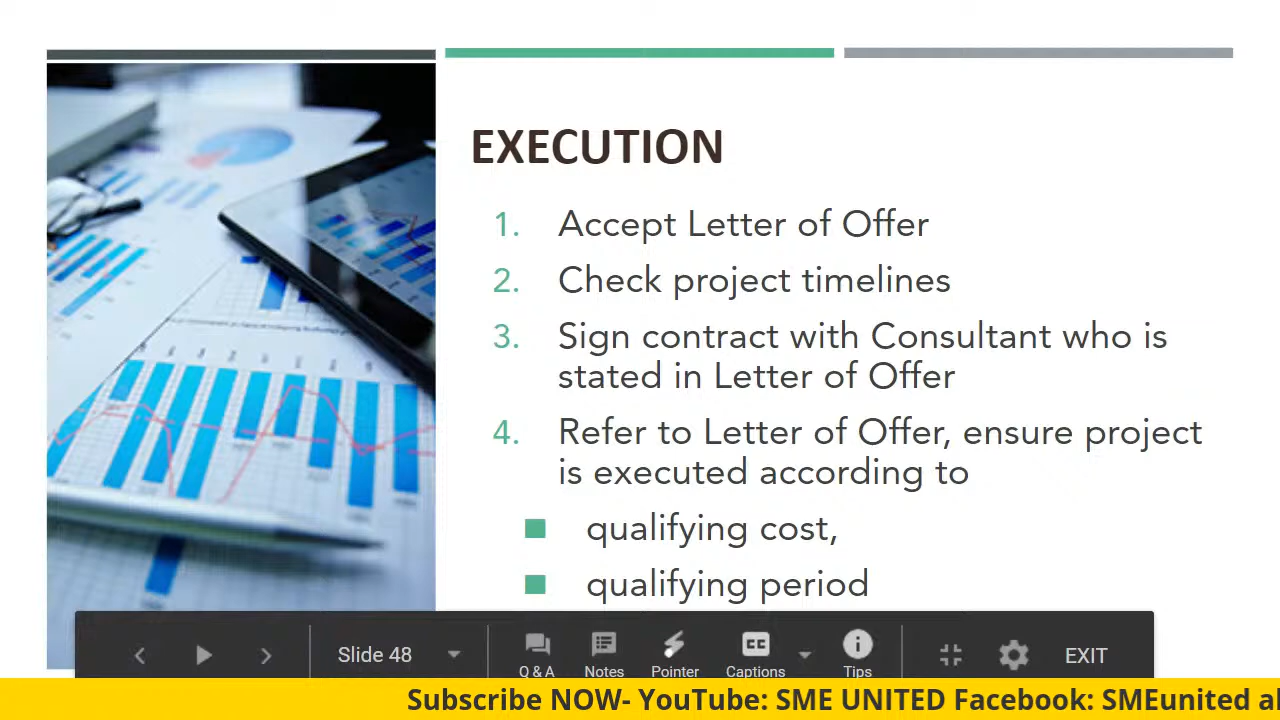 EXECUTION
1. Accept Letter of Offer
2. Check project timelines
3. Sign contract with Consultant who is
stated in Letter of Offer
4. Refer to Letter of Offer, ensure project
is executed according to
qualifying cost,
qualifying period
Slide 48
Q & A
Notes
Pointer
CC
Captions
Tips
EXIT
Subscribe NOW- YouTube: SME UNITED Facebook: SMEunited